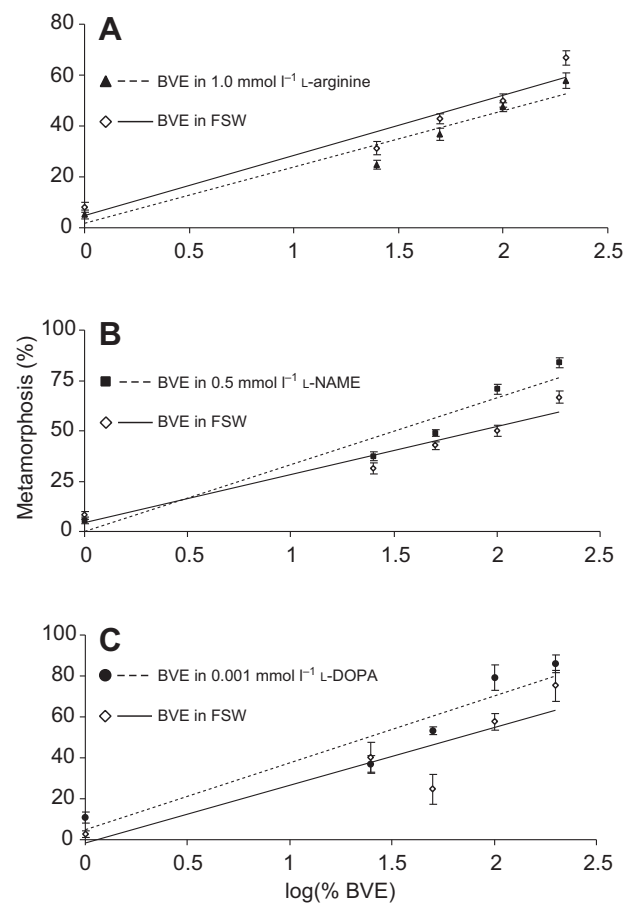 A
80
60
40
20
0
BVE in 1.0 mmol l⁻¹ L-arginine
BVE in FSW
0 0.5 1 1.5 2 2.5
B
100
75
50
25
0
BVE in 0.5 mmol l⁻¹ L-NAME
BVE in FSW
0 0.5 1 1.5 2 2.5
Metamorphosis (%)
C
100
80
60
40
20
0
BVE in 0.001 mmol l⁻¹ L-DOPA
BVE in FSW
0 0.5 1 1.5 2 2.5
log(% BVE)